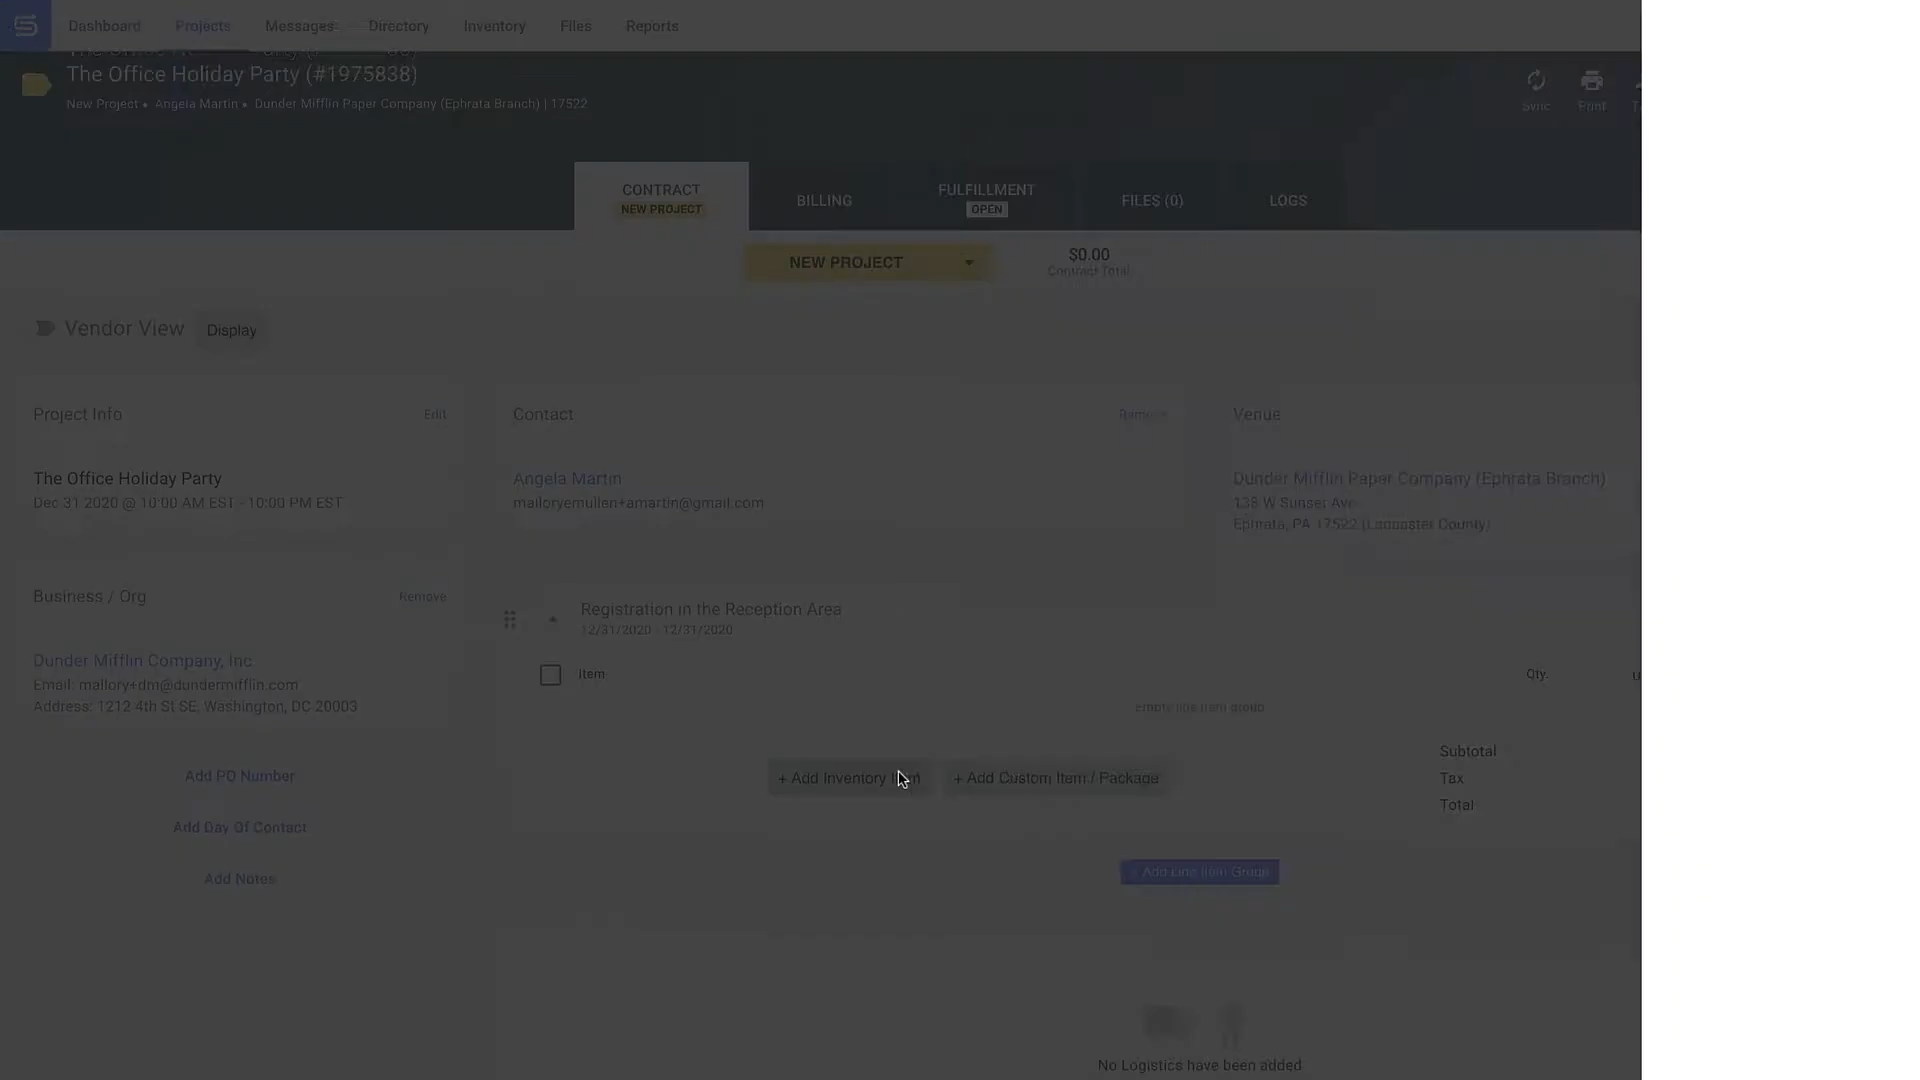 Dashboard Projects Messages Directory Inventory Files Reports
The Office Holiday Party (#1975838)
New Project • Angela Martin • Dunder Mifflin Paper Company (Ephrata Branch) | 17522
Sync Print
CONTRACT
NEW PROJECT
BILLING
FULFILLMENT
OPEN
FILES (0)
LOGS
NEW PROJECT
$0.00
Contract Total
Vendor View Display
Project Info Edit
The Office Holiday Party
Dec 31 2020 @ 10:00 AM EST - 10:00 PM EST
Contact Remove
Angela Martin
malloryemullen+amartin@gmail.com
Venue
Dunder Mifflin Paper Company (Ephrata Branch)
138 W Sunset Ave
Ephrata, PA 17522 (Lancaster County)
Business / Org Remove
Dunder Mifflin Company, Inc
Email: mallory+dm@dundermifflin.com
Address: 1212 4th St SE, Washington, DC 20003
Add PO Number
Add Day Of Contact
Add Notes
Registration in the Reception Area
12/31/2020 - 12/31/2020
Item Qty.
Empty line item group
+ Add Inventory Item + Add Custom Item / Package
Subtotal
Tax
Total
+ Add Line Item Group
No Logistics have been added